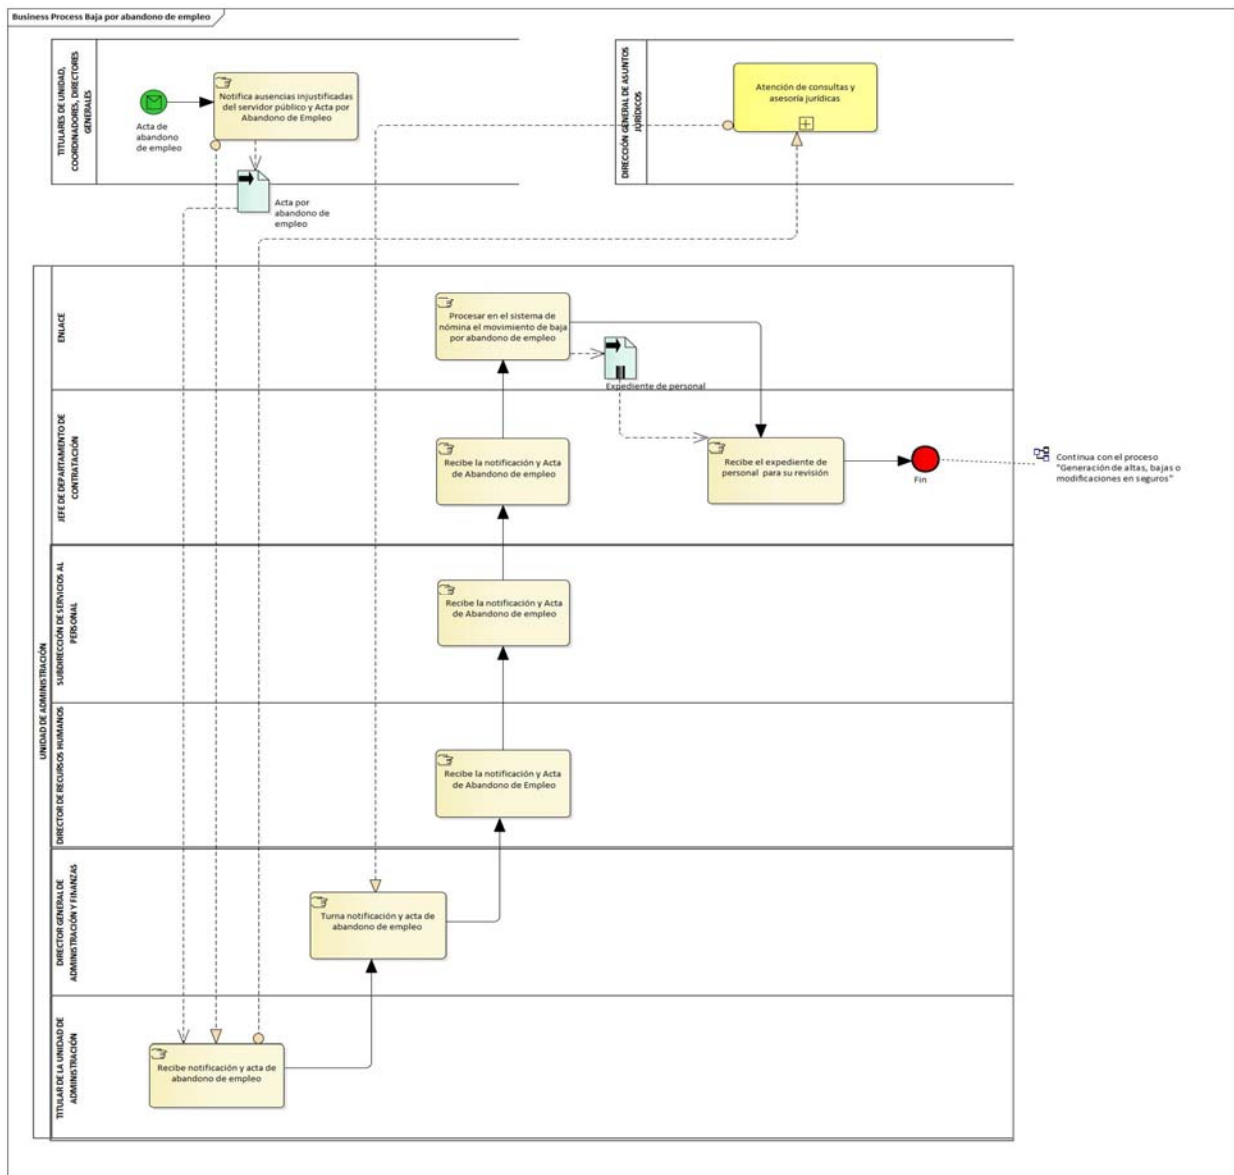 Business Process Baja por abandono de empleo
TITULARES DE UNIDAD,
COORDINADORES, DIRECTORES
GENERALES
Notifica ausencias injustificadas
del servidor público y Acta por
Abandono de Empleo
Acta de
abandono
de empleo
Acta por
abandono de
empleo
DIRECCIÓN GENERAL DE ASUNTOS
JURÍDICOS
Atención de consultas y
asesoría jurídicas
UNIDAD DE ADMINISTRACIÓN
ENLACE
Procesar en el sistema de
nómina el movimiento de baja
por abandono de empleo
Expediente de personal
JEFE DE DEPARTAMENTO DE
CONTRATACIÓN
Recibe la notificación y Acta
de Abandono de empleo
Recibe el expediente de
personal para su revisión
Fin
Continua con el proceso
"Generación de altas, bajas o
modificaciones en seguros"
SUBDIRECCIÓN DE SERVICIOS AL
PERSONAL
Recibe la notificación y Acta
de Abandono de empleo
DIRECTOR DE RECURSOS HUMANOS
Recibe la notificación y Acta
de Abandono de Empleo
DIRECTOR GENERAL DE
ADMINISTRACIÓN Y FINANZAS
Turna notificación y acta de
abandono de empleo
TITULAR DE LA UNIDAD DE
ADMINISTRACIÓN
Recibe notificación y acta de
abandono de empleo